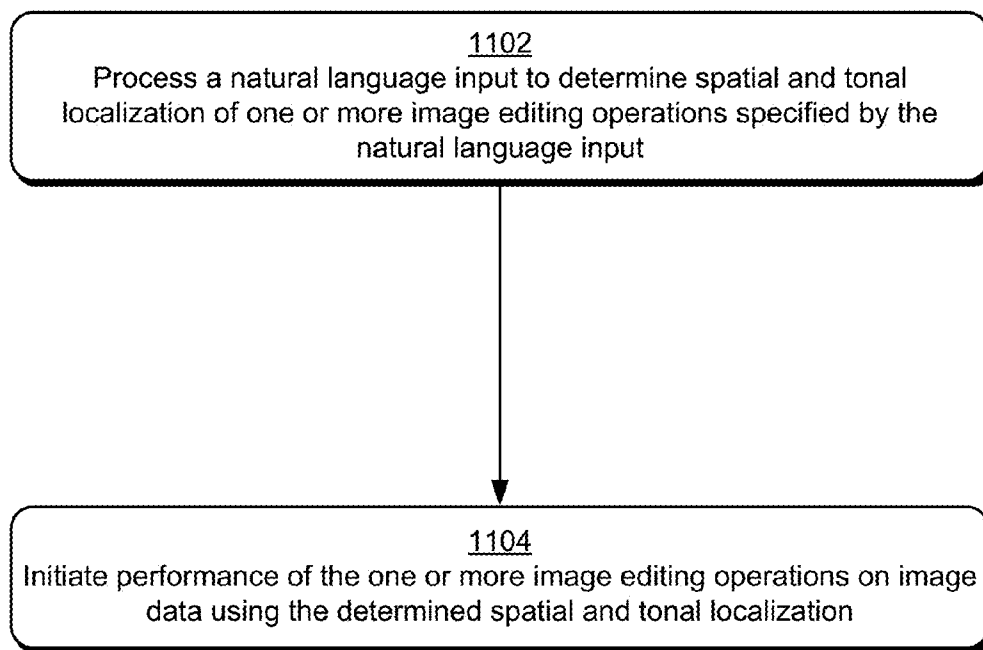 1102
Process a natural language input to determine spatial and tonal
localization of one or more image editing operations specified by the
natural language input
1104
Initiate performance of the one or more image editing operations on image
data using the determined spatial and tonal localization